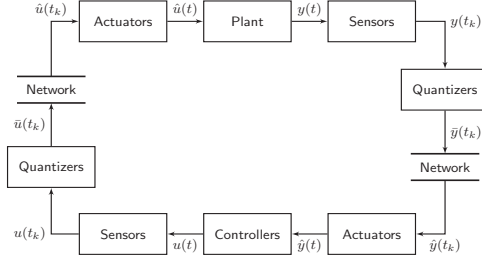 û(t_k)
Actuators
û(t)
Plant
y(t)
Sensors
y(t_k)
Network
Quantizers
ū(t_k)
ȳ(t_k)
Quantizers
Network
u(t_k)
Sensors
u(t)
Controllers
ŷ(t)
Actuators
ŷ(t_k)